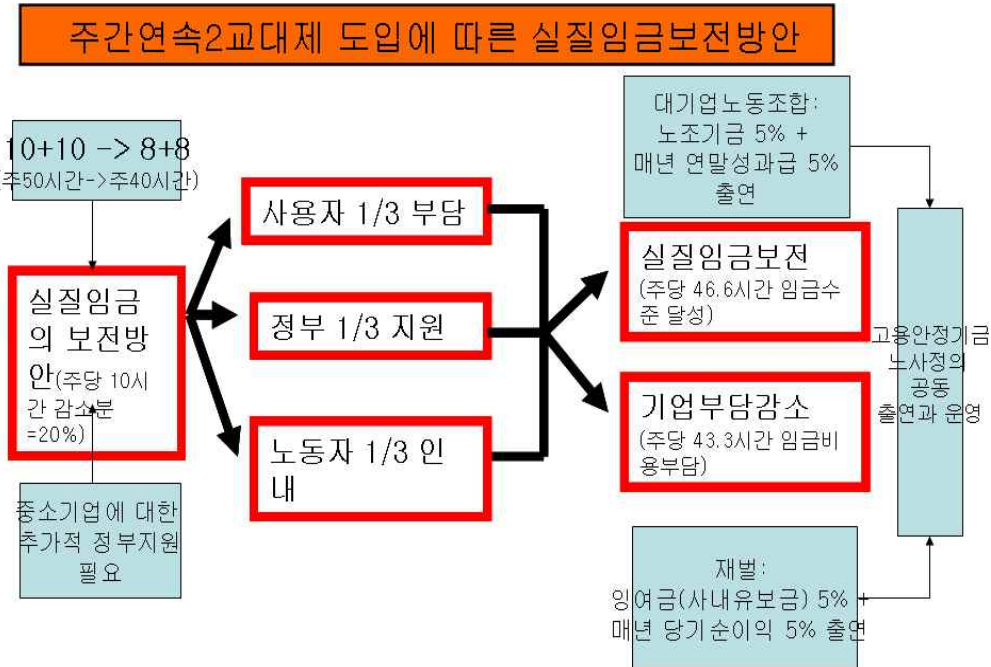 주간연속2교대제 도입에 따른 실질임금보전방안
10+10 -> 8+8
(주50시간->주40시간)
실질임금
의 보전방
안(주당 10시
간 감소분
=20%)
중소기업에 대한
추가적 정부지원
필요
사용자 1/3 부담
정부 1/3 지원
노동자 1/3 인
내
대기업노동조합:
노조기금 5% +
매년 연말성과급 5%
출연
실질임금보전
(주당 46.6시간 임금수
준 달성)
기업부담감소
(주당 43.3시간 임금비
용부담)
재벌:
잉여금(사내유보금) 5% +
매년 당기순이익 5% 출연
고용안정기금
노사정의
공동
출연과 운영